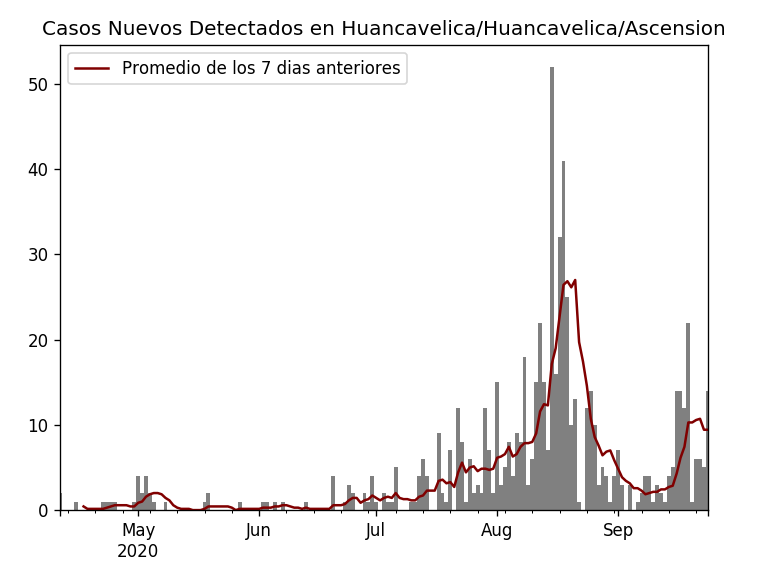 Casos Nuevos Detectados en Huancavelica/Huancavelica/Ascension
Promedio de los 7 dias anteriores
50
40
30
20
10
0
May Jun Jul Aug Sep
2020